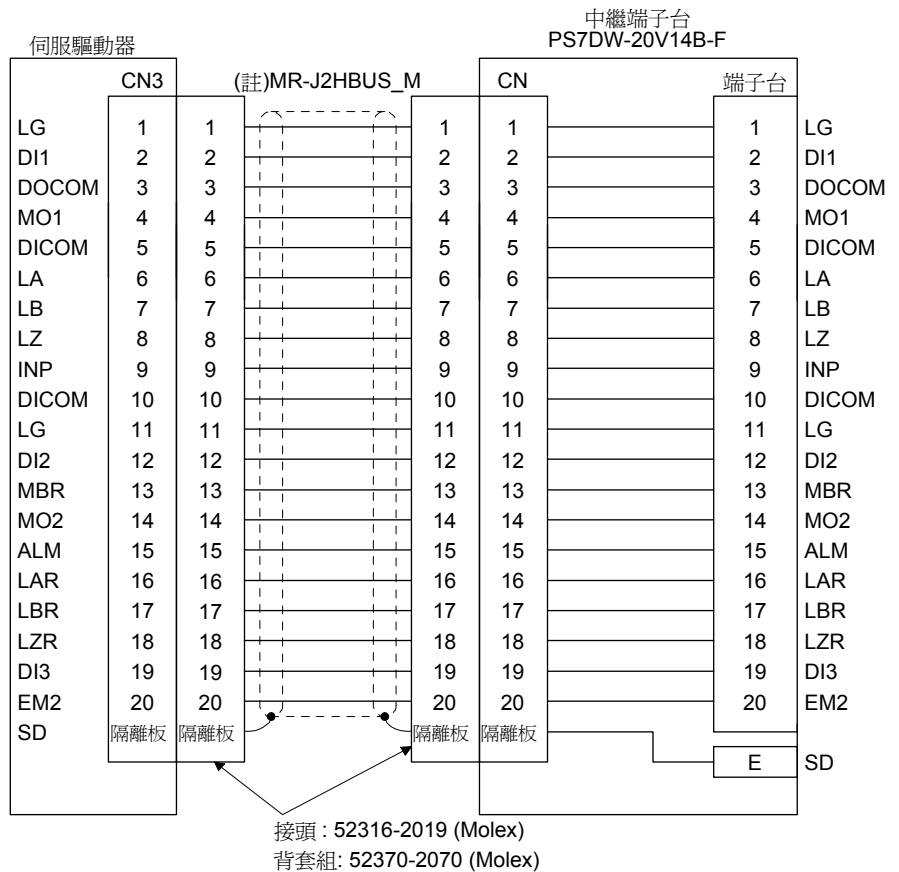 中繼端子台
PS7DW-20V14B-F
伺服驅動器
CN3 (註)MR-J2HBUS_M CN 端子台
LG 1 1 1 1 1 LG
DI1 2 2 2 2 2 DI1
DOCOM 3 3 3 3 3 DOCOM
MO1 4 4 4 4 4 MO1
DICOM 5 5 5 5 5 DICOM
LA 6 6 6 6 6 LA
LB 7 7 7 7 7 LB
LZ 8 8 8 8 8 LZ
INP 9 9 9 9 9 INP
DICOM 10 10 10 10 10 DICOM
LG 11 11 11 11 11 LG
DI2 12 12 12 12 12 DI2
MBR 13 13 13 13 13 MBR
MO2 14 14 14 14 14 MO2
ALM 15 15 15 15 15 ALM
LAR 16 16 16 16 16 LAR
LBR 17 17 17 17 17 LBR
LZR 18 18 18 18 18 LZR
DI3 19 19 19 19 19 DI3
EM2 20 20 20 20 20 EM2
SD 隔離板 隔離板 隔離板 隔離板
E SD
接頭 : 52316-2019 (Molex)
背套組: 52370-2070 (Molex)